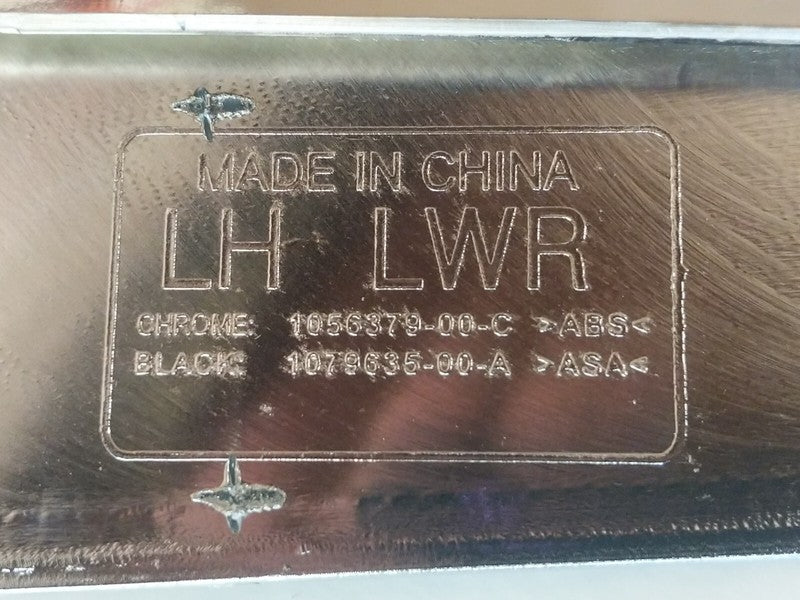 MADE IN CHINA
LH LWR
CHROME: 1056379-00-C >ABS<
BLACK: 1079635-00-A >ASA<